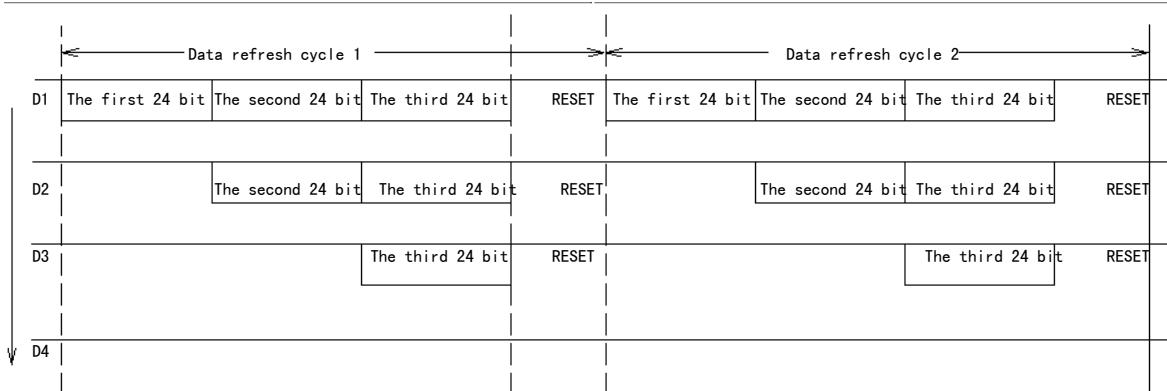 Data refresh cycle 1 Data refresh cycle 2
D1 The first 24 bit The second 24 bit The third 24 bit RESET The first 24 bit The second 24 bit The third 24 bit RESET
D2 The second 24 bit The third 24 bit RESET The second 24 bit The third 24 bit RESET
D3 The third 24 bit RESET The third 24 bit RESET
D4